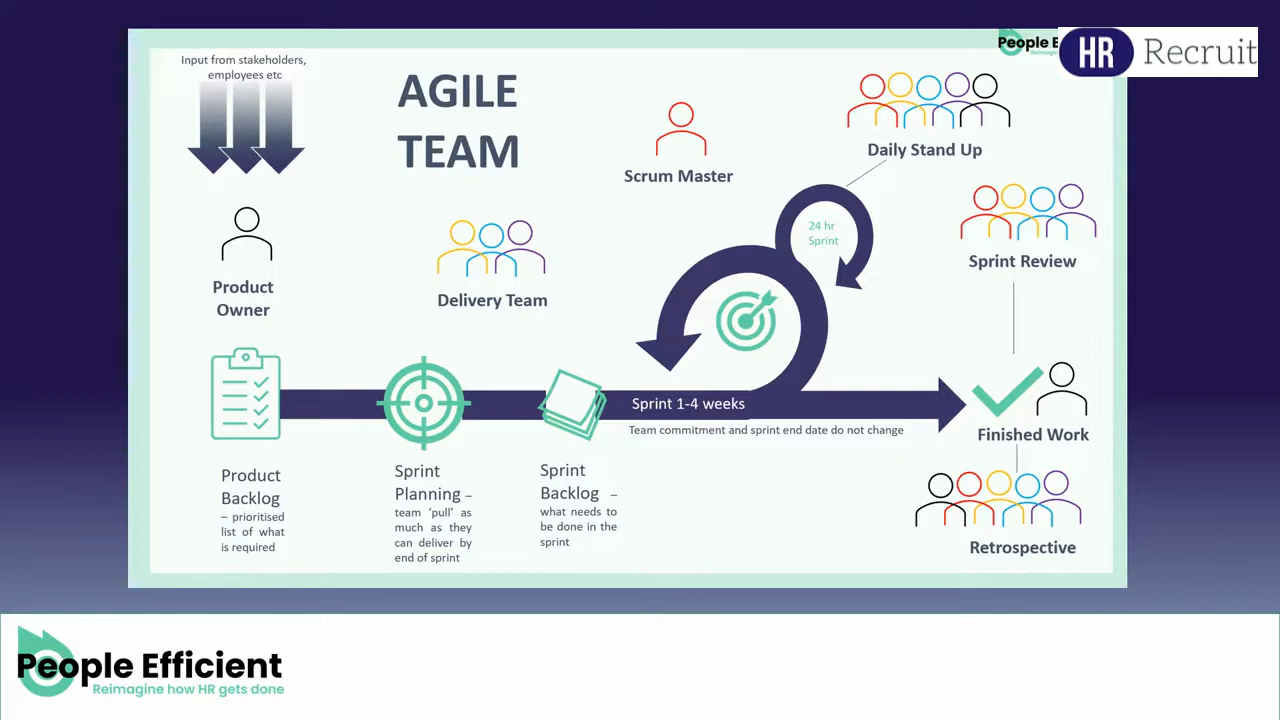 Input from stakeholders,
employees etc
AGILE
TEAM
People E
HR Recruit
Scrum Master
Daily Stand Up
24 hr
Sprint
Sprint Review
Product
Owner
Delivery Team
Sprint 1-4 weeks
Team commitment and sprint end date do not change
Finished Work
Product
Backlog
– prioritised
list of what
is required
Sprint
Planning –
team ‘pull’ as
much as they
can deliver by
end of sprint
Sprint
Backlog –
what needs to
be done in the
sprint
Retrospective
People Efficient
Reimagine how HR gets done